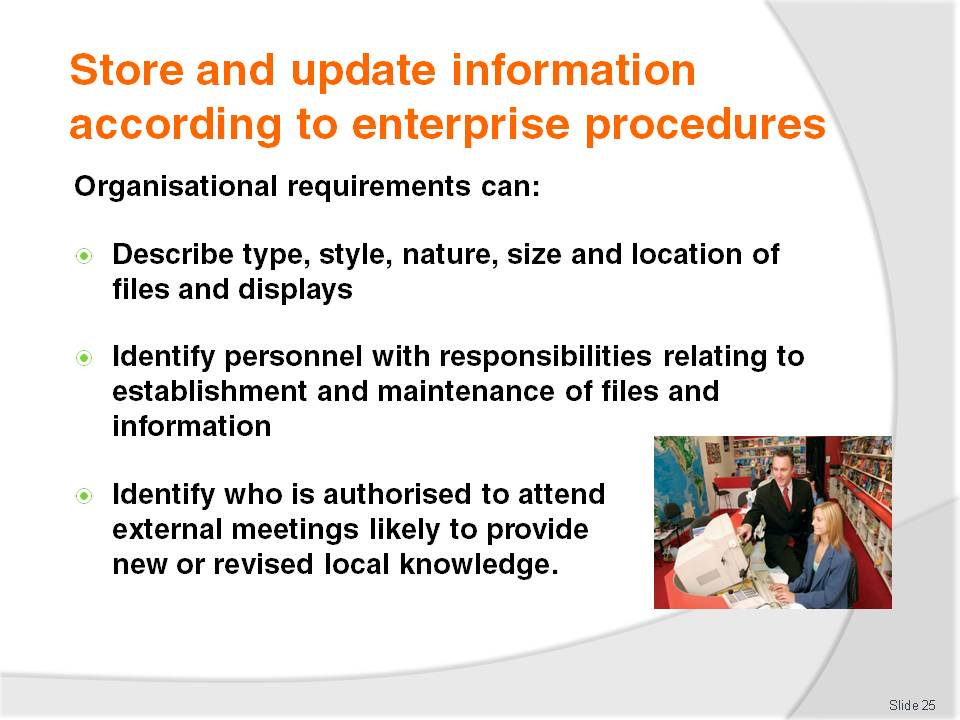 Store and update information
according to enterprise procedures
Organisational requirements can:
Describe type, style, nature, size and location of
files and displays
Identify personnel with responsibilities relating to
establishment and maintenance of files and
information
Identify who is authorised to attend
external meetings likely to provide
new or revised local knowledge.
Slide 25